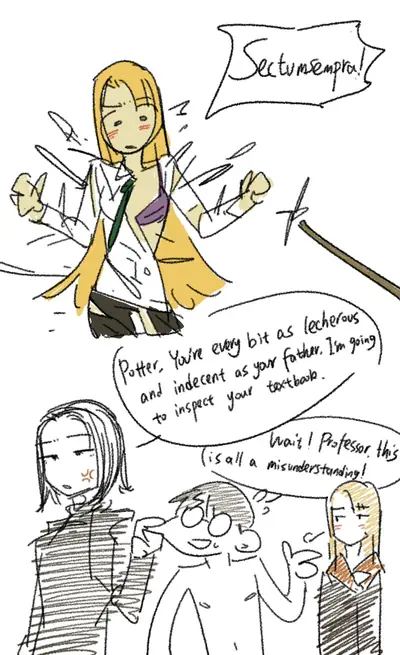 Sectumsempra!
Potter, You're every bit as lecherous
and indecent as your father. I'm going
to inspect your textbook.
Wait! Professor, this
is all a misunderstanding!